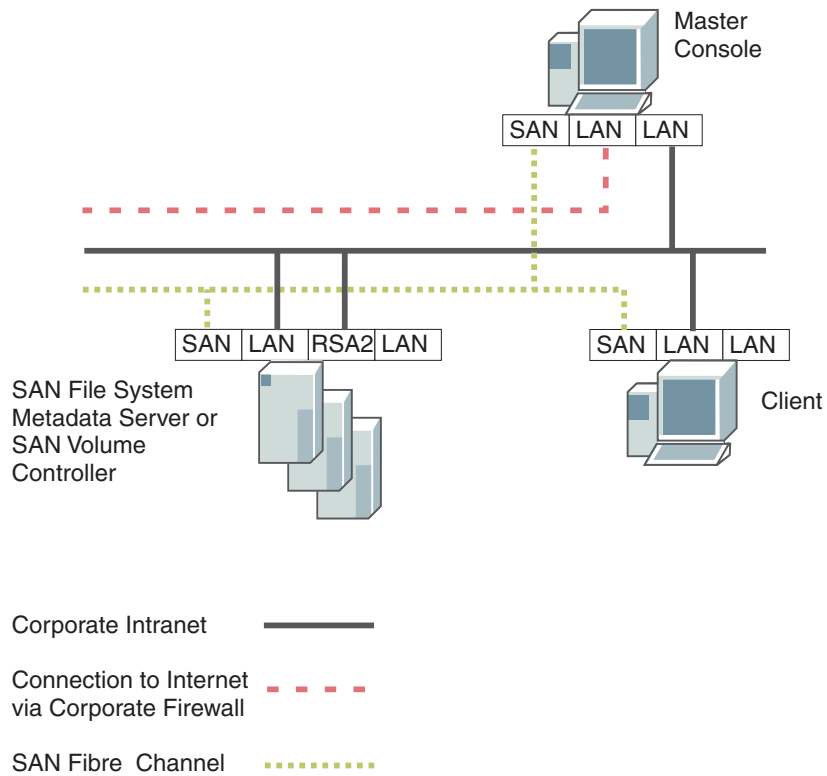 Master
Console
SAN LAN LAN
SAN LAN RSA2 LAN
SAN LAN LAN
SAN File System
Metadata Server or
SAN Volume
Controller
Client
Corporate Intranet
Connection to Internet
via Corporate Firewall
SAN Fibre Channel